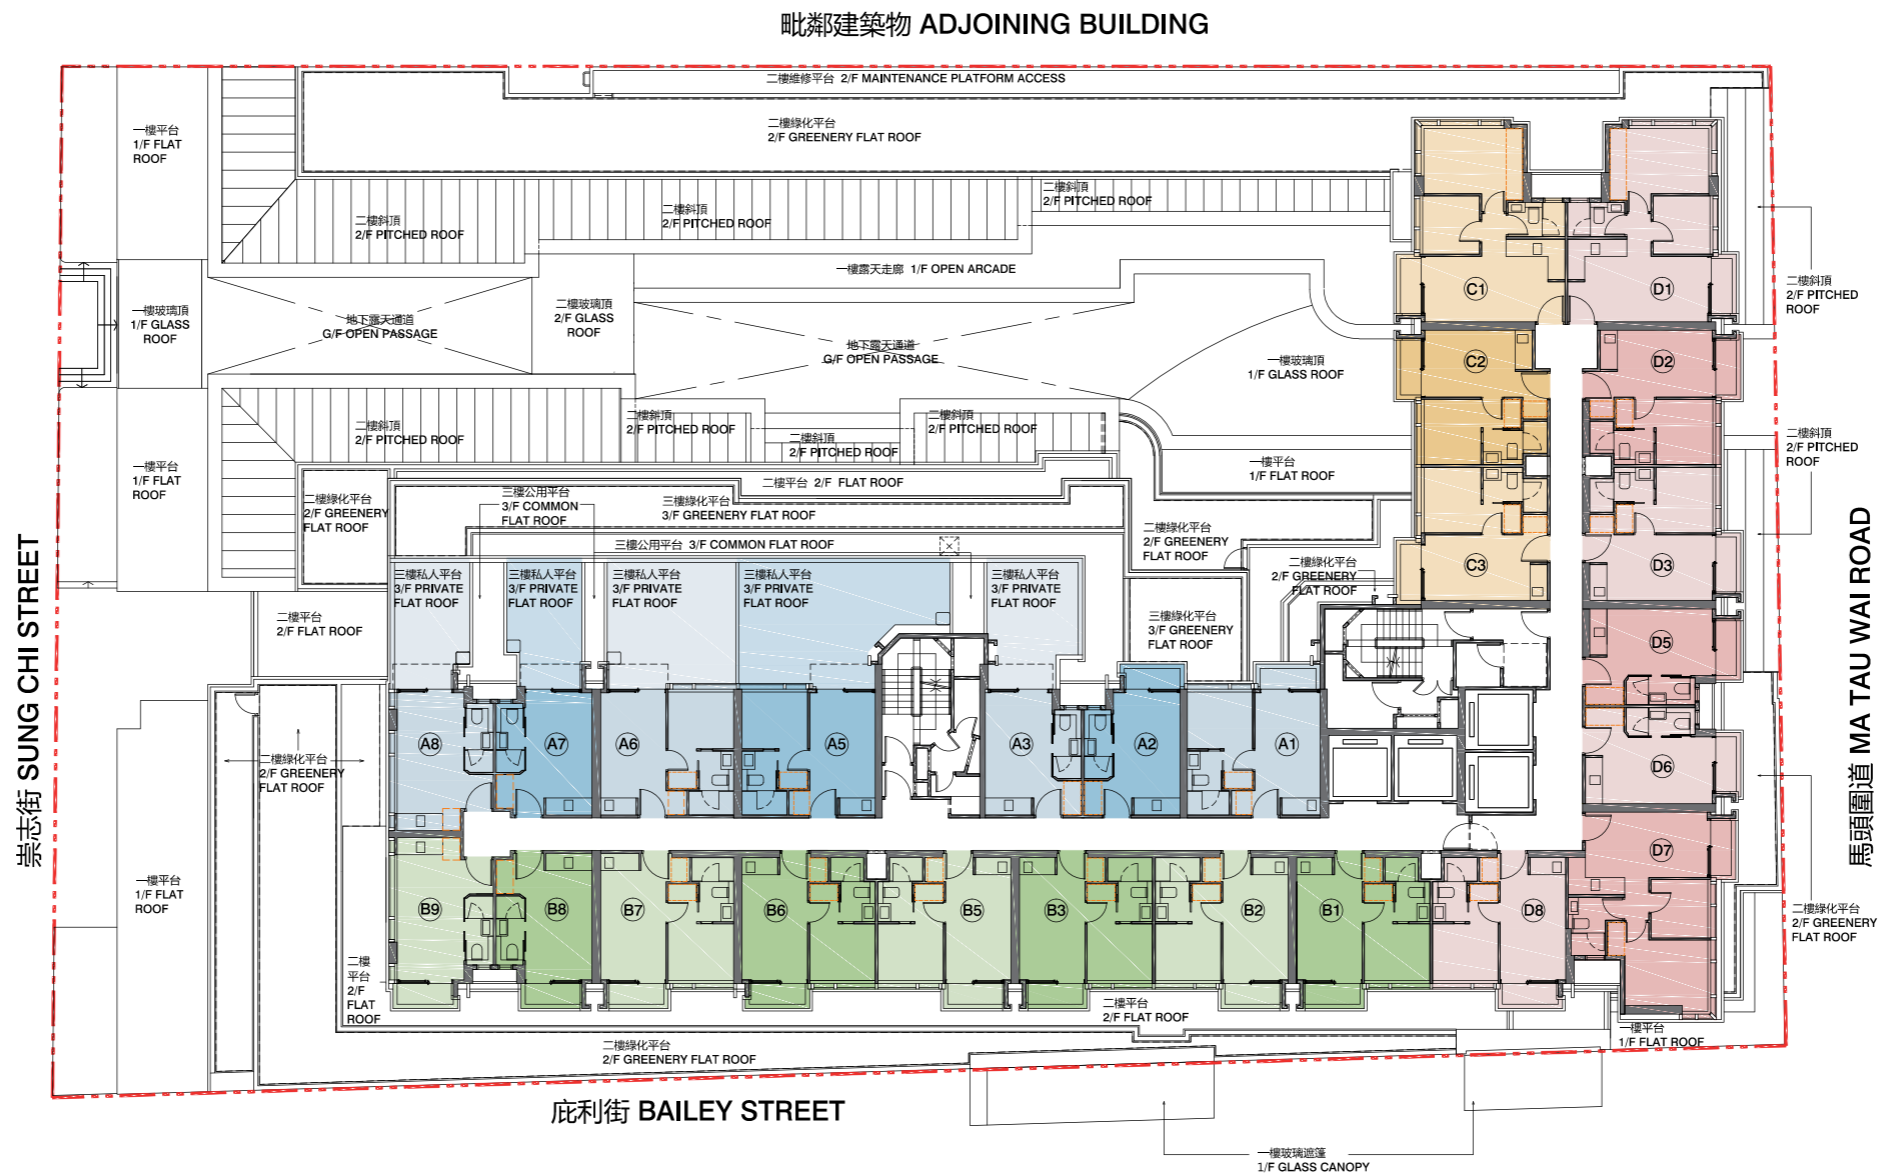 毗鄰建築物 ADJOINING BUILDING
二樓維修平台 2/F MAINTENANCE PLATFORM ACCESS
一樓平台
1/F FLAT
ROOF
二樓綠化平台
2/F GREENERY FLAT ROOF
二樓斜頂
2/F PITCHED ROOF
二樓斜頂
2/F PITCHED ROOF
二樓斜頂
2/F PITCHED ROOF
一樓露天走廊 1/F OPEN ARCADE
一樓玻璃頂
1/F GLASS
ROOF
地下露天通道
G/F OPEN PASSAGE
二樓玻璃頂
2/F GLASS
ROOF
地下露天通道
G/F OPEN PASSAGE
一樓玻璃頂
1/F GLASS ROOF
C1
D1
二樓斜頂
2/F PITCHED
ROOF
C2
D2
二樓斜頂
2/F PITCHED ROOF
二樓斜頂
2/F PITCHED ROOF
二樓斜頂
2/F PITCHED ROOF
二樓斜頂
2/F PITCHED ROOF
二樓斜頂
2/F PITCHED
ROOF
一樓平台
1/F FLAT
ROOF
一樓平台
1/F FLAT ROOF
二樓平台 2/F FLAT ROOF
二樓綠化平台
2/F GREENERY
FLAT ROOF
三樓公用平台
3/F COMMON
FLAT ROOF
三樓綠化平台
3/F GREENERY FLAT ROOF
二樓綠化平台
2/F GREENERY
FLAT ROOF
三樓公用平台 3/F COMMON FLAT ROOF
二樓綠化平台
2/F GREENERY
FLAT ROOF
C3
D3
三樓私人平台
3/F PRIVATE
FLAT ROOF
三樓私人平台
3/F PRIVATE
FLAT ROOF
三樓私人平台
3/F PRIVATE
FLAT ROOF
三樓私人平台
3/F PRIVATE
FLAT ROOF
三樓私人平台
3/F PRIVATE
FLAT ROOF
二樓平台
2/F FLAT ROOF
三樓綠化平台
3/F GREENERY
FLAT ROOF
D5
崇志街 SUNG CHI STREET
馬頭圍道 MA TAU WAI ROAD
A8
A7
A6
A5
A3
A2
A1
D6
二樓綠化平台
2/F GREENERY
FLAT ROOF
D7
一樓平台
1/F FLAT
ROOF
B9
B8
B7
B6
B5
B3
B2
B1
D8
二樓綠化平台
2/F GREENERY
FLAT ROOF
二樓
平台
2/F
FLAT
ROOF
二樓平台
2/F FLAT ROOF
一樓平台
1/F FLAT ROOF
二樓綠化平台
2/F GREENERY FLAT ROOF
庇利街 BAILEY STREET
一樓玻璃遮篷
1/F GLASS CANOPY